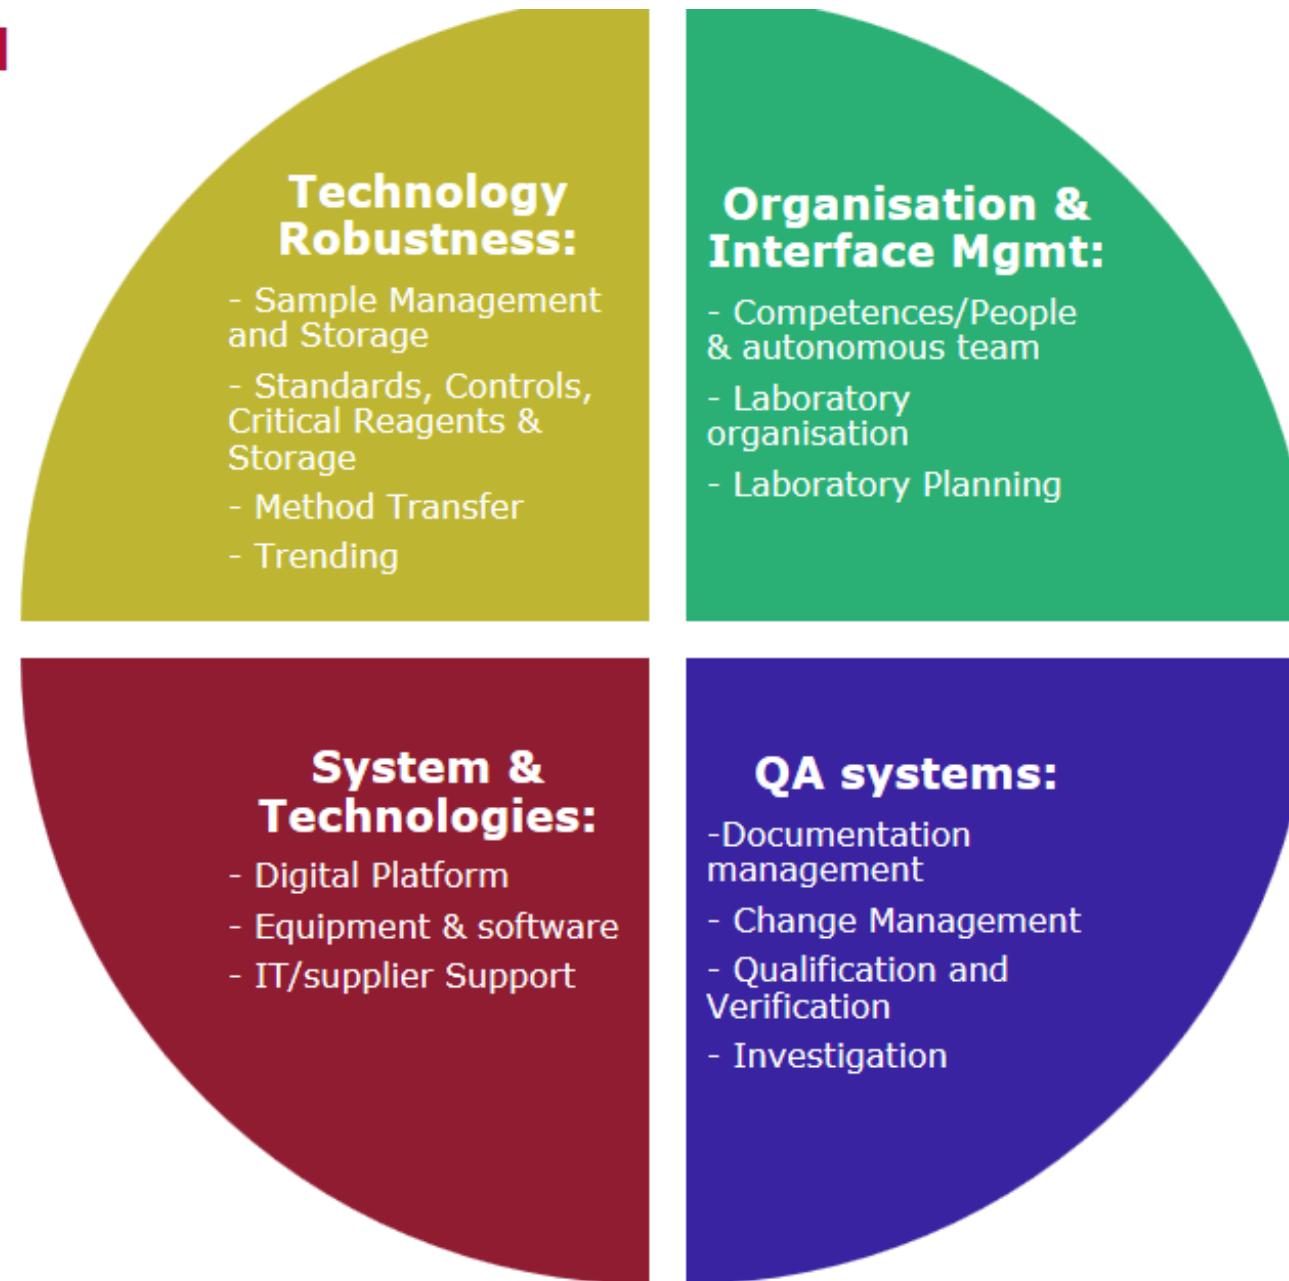 Technology
Robustness:
- Sample Management
and Storage
- Standards, Controls,
Critical Reagents &
Storage
- Method Transfer
- Trending
Organisation &
Interface Mgmt:
- Competences/People
& autonomous team
- Laboratory
organisation
- Laboratory Planning
System &
Technologies:
- Digital Platform
- Equipment & software
- IT/supplier Support
QA systems:
-Documentation
management
- Change Management
- Qualification and
Verification
- Investigation